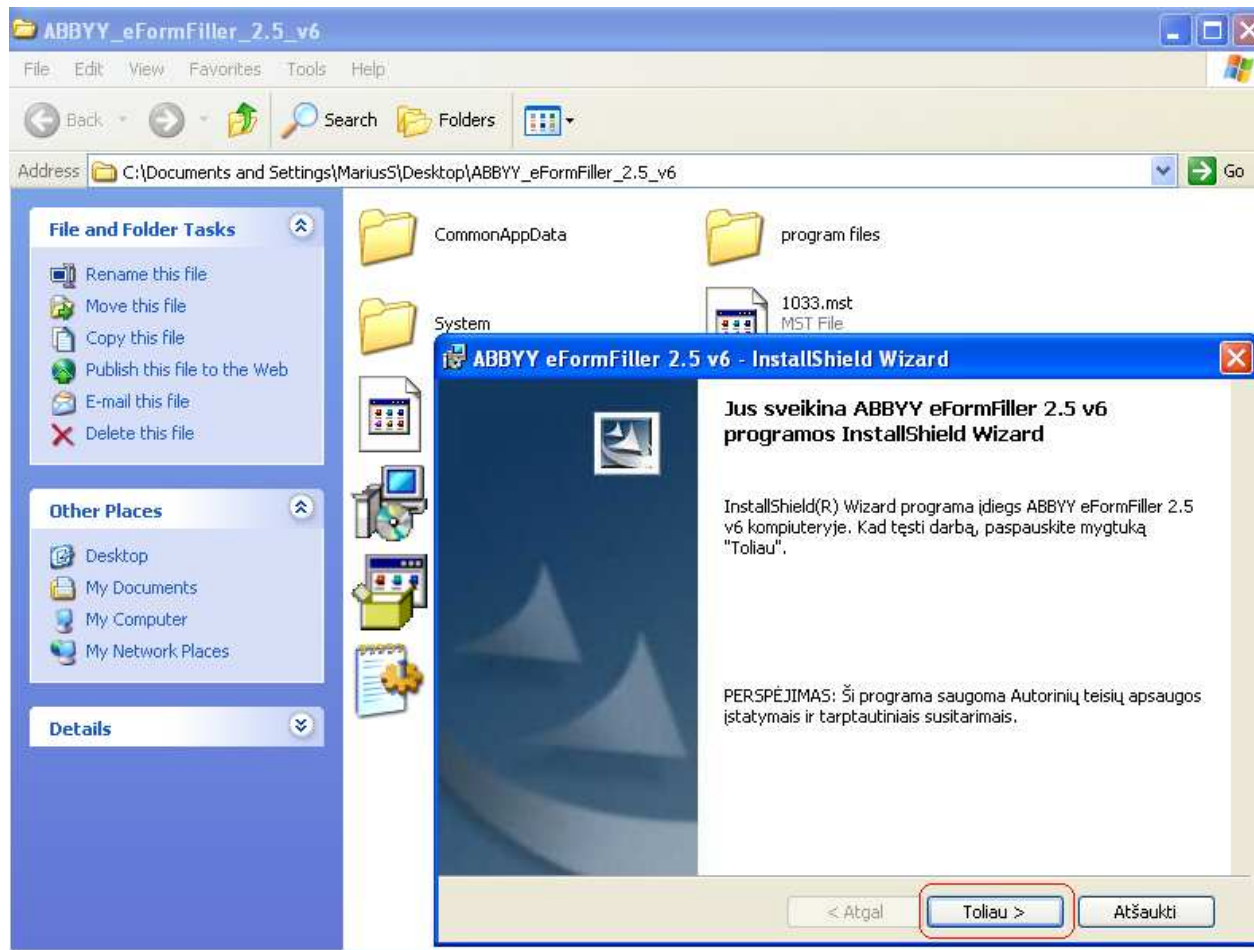 ABBYY_eFormFiller_2.5_v6
File Edit View Favorites Tools Help
Back Search Folders
Address C:\Documents and Settings\MariusS\Desktop\ABBYY_eFormFiller_2.5_v6 Go
File and Folder Tasks
Rename this file
Move this file
Copy this file
Publish this file to the Web
E-mail this file
Delete this file
Other Places
Desktop
My Documents
My Computer
My Network Places
Details
CommonAppData
program files
System
1033.mst
MST File
ABBYY eFormFiller 2.5 v6 - InstallShield Wizard
Jus sveikina ABBYY eFormFiller 2.5 v6
programos InstallShield Wizard
InstallShield(R) Wizard programa įdiegs ABBYY eFormFiller 2.5
v6 kompiuteryje. Kad tęsti darbą, paspauskite mygtuką
"Toliau".
PERSPĖJIMAS: Ši programa saugoma Autorinių teisių apsaugos
įstatymais ir tarptautiniais susitarimais.
< Atgal Toliau > Atšaukti